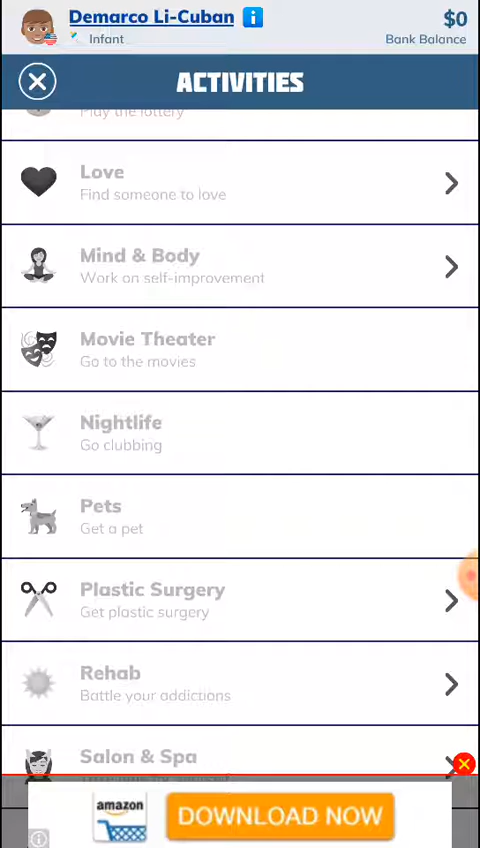 Demarco Li-Cuban
$0
Infant
Bank Balance
ACTIVITIES
Play the lottery
Love
Find someone to love
Mind & Body
Work on self-improvement
Movie Theater
Go to the movies
Nightlife
Go clubbing
Pets
Get a pet
Plastic Surgery
Get plastic surgery
Rehab
Battle your addictions
Salon & Spa
amazon
DOWNLOAD NOW